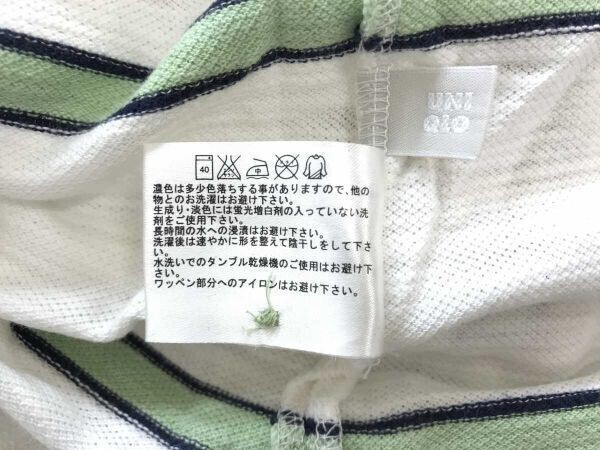 UNI
QLO
40
中
濃色は多少色落ちする事がありますので、他の
物とのお洗濯はお避け下さい。
生成り・淡色には蛍光増白剤の入っていない洗
剤をご使用下さい。
長時間の水への浸漬はお避け下さい。
洗濯後は速やかに形を整えて陰干しをして下さ
い。
水洗いでのタンブル乾燥機のご使用はお避け下
さい。
ワッペン部分へのアイロンはお避け下さい。